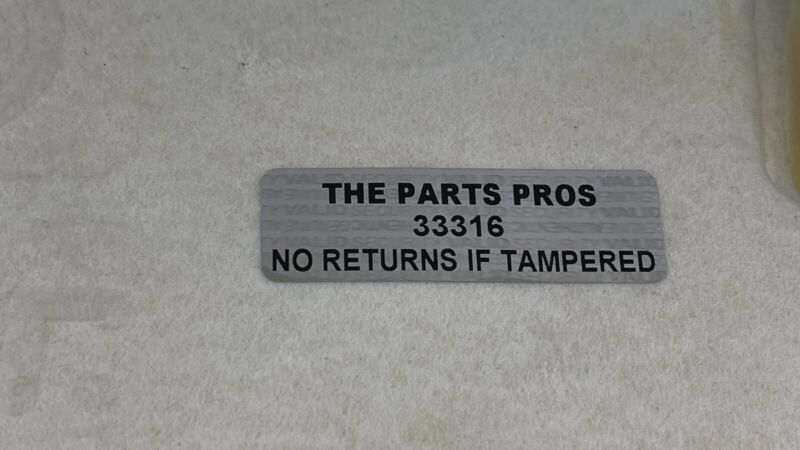 THE PARTS PROS
33316
NO RETURNS IF TAMPERED